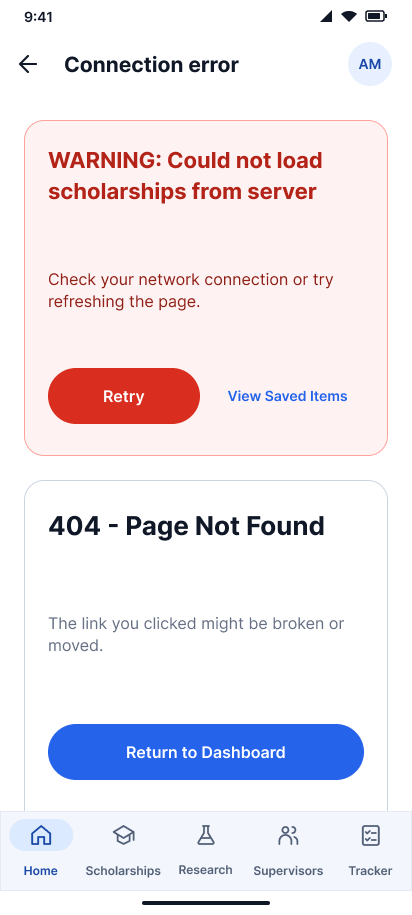 9:41
Connection error
AM
WARNING: Could not load
scholarships from server
Check your network connection or try
refreshing the page.
Retry
View Saved Items
404 - Page Not Found
The link you clicked might be broken or
moved.
Return to Dashboard
Home
Scholarships
Research
Supervisors
Tracker